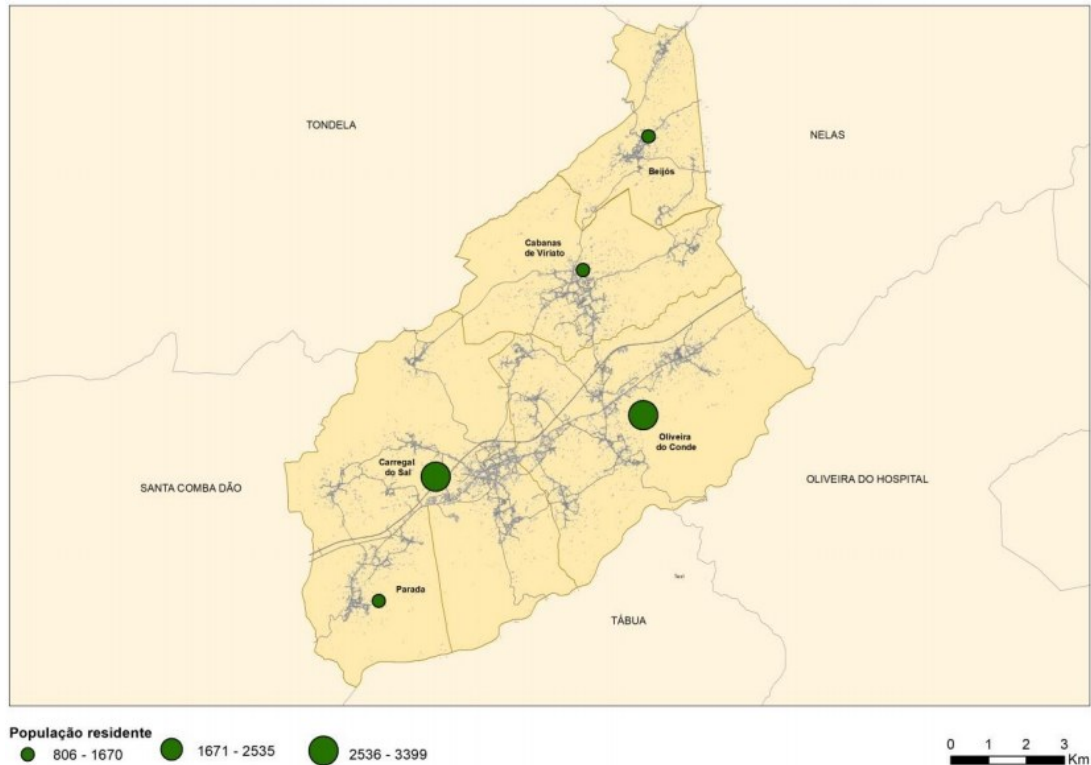 TONDELA
NELAS
Beijós
Cabanas
de Viriato
Oliveira
do Conde
Carregal
do Sal
SANTA COMBA DÃO
OLIVEIRA DO HOSPITAL
Text
Parada
TÁBUA
População residente
806 - 1670
1671 - 2535
2536 - 3399
0 1 2 3
Km